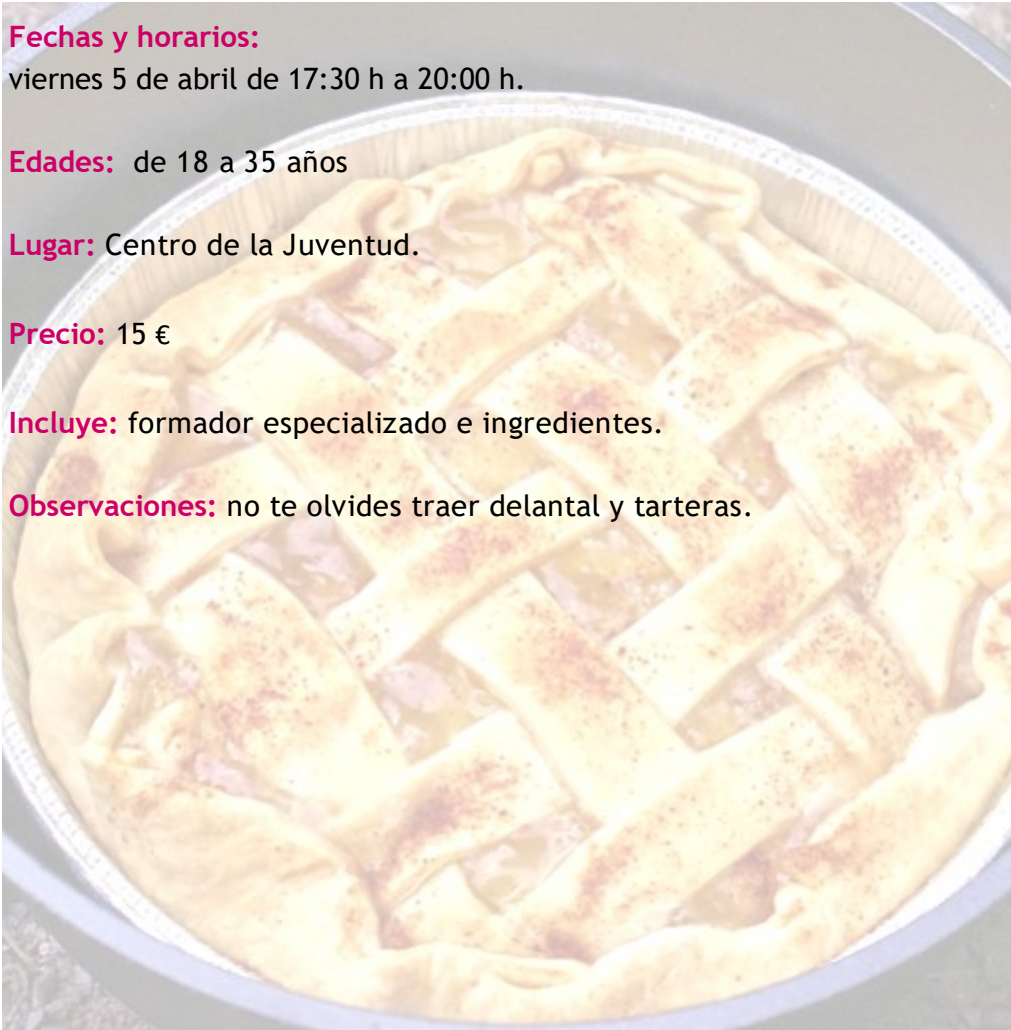 Fechas y horarios:
viernes 5 de abril de 17:30 h a 20:00 h.
Edades: de 18 a 35 años
Lugar: Centro de la Juventud.
Precio: 15 €
Incluye: formador especializado e ingredientes.
Observaciones: no te olvides traer delantal y tarteras.